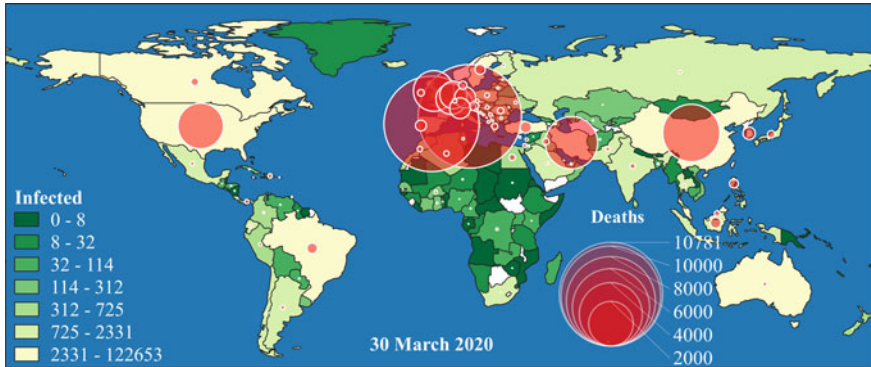 Infected
0 - 8
8 - 32
32 - 114
114 - 312
312 - 725
725 - 2331
2331 - 122653
30 March 2020
Deaths
10781
10000
8000
6000
4000
2000